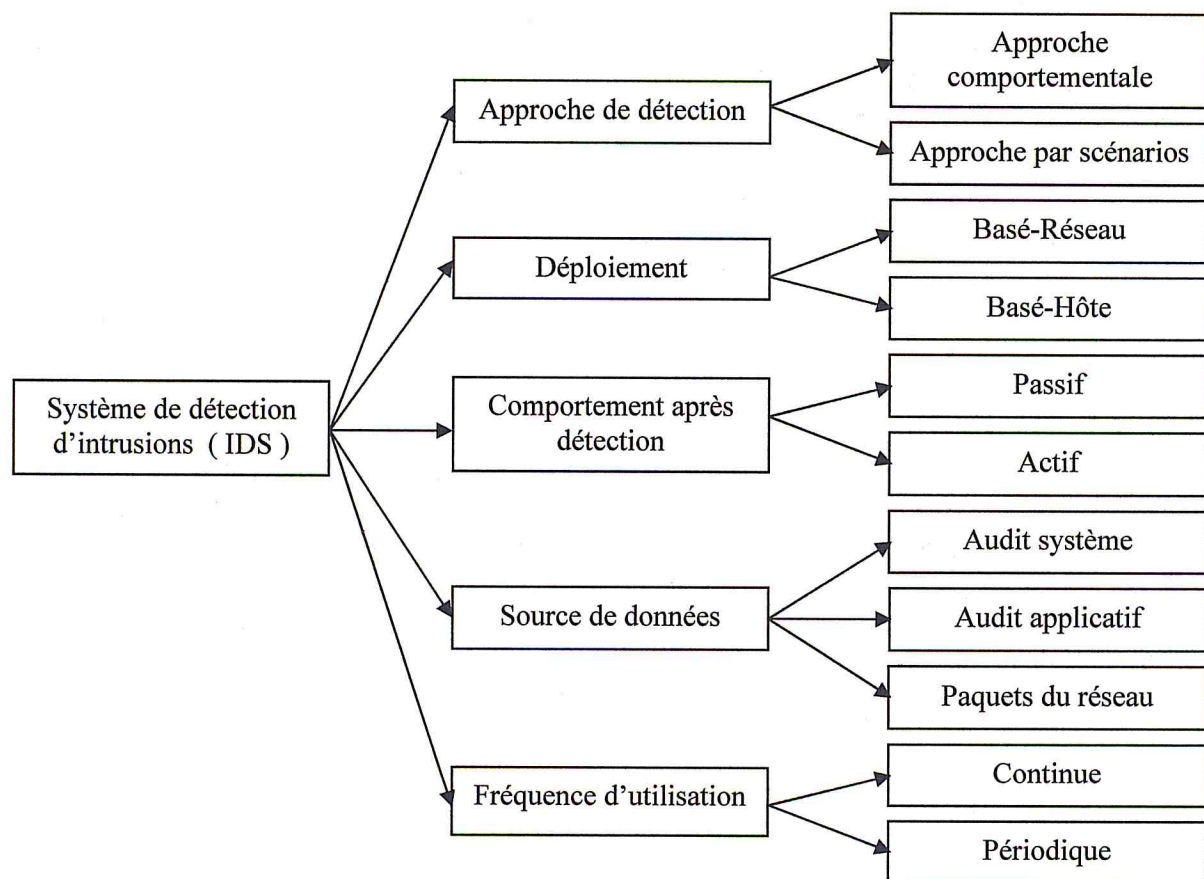 Approche
comportementale
Approche de détection
Approche par scénarios
Basé-Réseau
Déploiement
Basé-Hôte
Système de détection
d’intrusions ( IDS )
Comportement après
détection
Passif
Actif
Audit système
Source de données
Audit applicatif
Paquets du réseau
Continue
Fréquence d’utilisation
Périodique